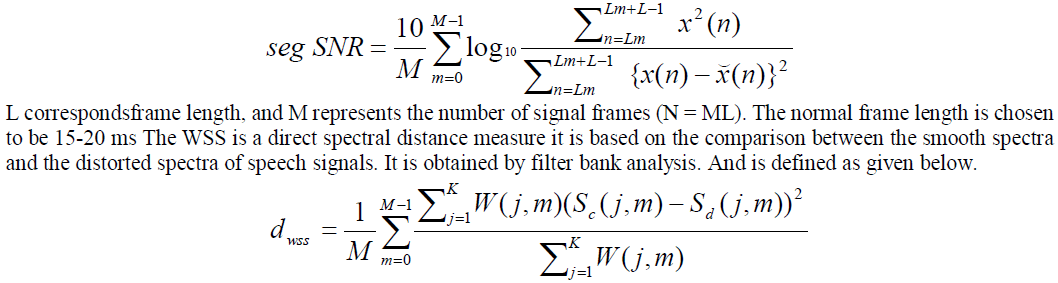 seg SNR = \frac{10}{M} \sum_{m=0}^{M-1} \log_{10} \frac{\sum_{n=Lm}^{Lm+L-1} x^2(n)}{\sum_{n=Lm}^{Lm+L-1} \{x(n) - \breve{x}(n)\}^2}
L correspondsframe length, and M represents the number of signal frames (N = ML). The normal frame length is chosen
to be 15-20 ms The WSS is a direct spectral distance measure it is based on the comparison between the smooth spectra
and the distorted spectra of speech signals. It is obtained by filter bank analysis. And is defined as given below.
d_{wss} = \frac{1}{M} \sum_{m=0}^{M-1} \frac{\sum_{j=1}^{K} W(j,m)(S_c(j,m) - S_d(j,m))^2}{\sum_{j=1}^{K} W(j,m)}